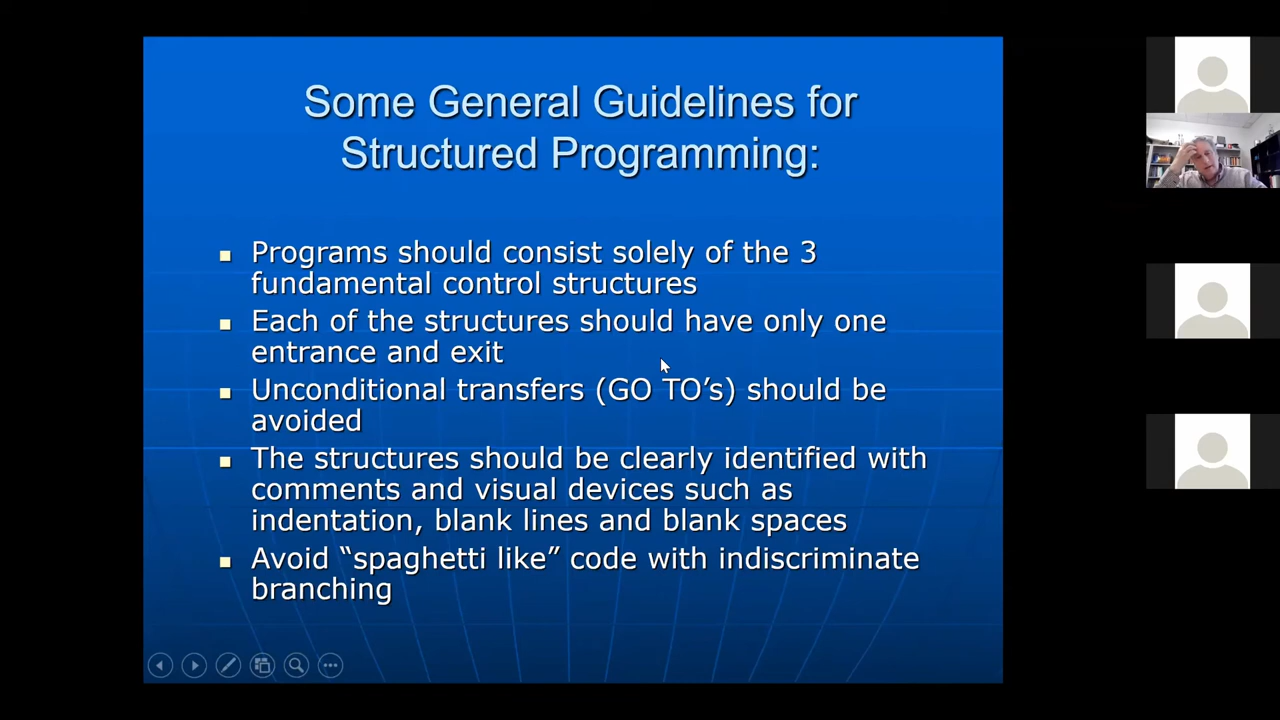 Some General Guidelines for
Structured Programming:
Programs should consist solely of the 3
fundamental control structures
Each of the structures should have only one
entrance and exit
Unconditional transfers (GO TO’s) should be
avoided
The structures should be clearly identified with
comments and visual devices such as
indentation, blank lines and blank spaces
Avoid “spaghetti like” code with indiscriminate
branching